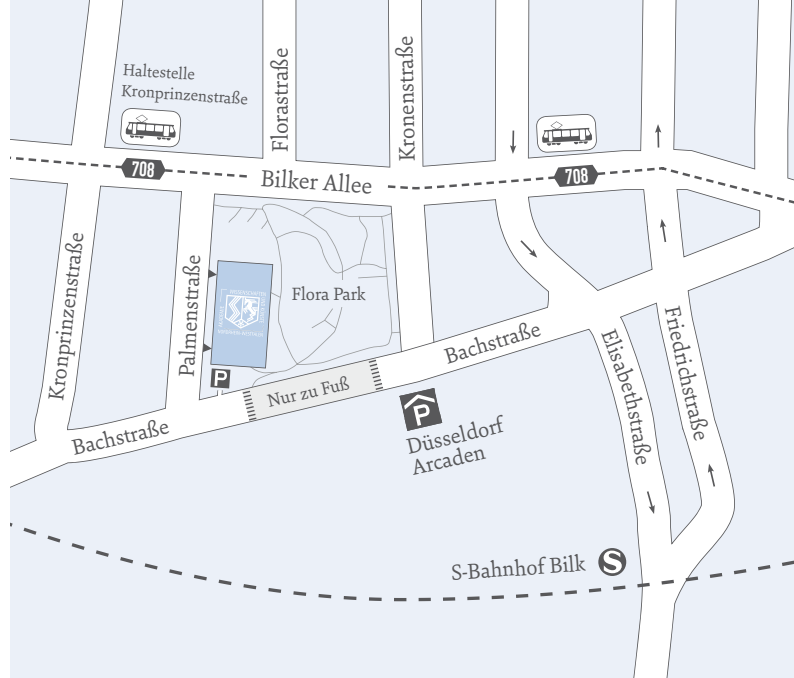 Haltestelle
Kronprinzenstraße
Florastraße
Kronenstraße
708
Bilker Allee
708
Kronprinzenstraße
Palmenstraße
Flora Park
P
Nur zu Fuß
Bachstraße
Bachstraße
P
Düsseldorf
Arcaden
Elisabethstraße
Friedrichstraße
S-Bahnhof Bilk
S